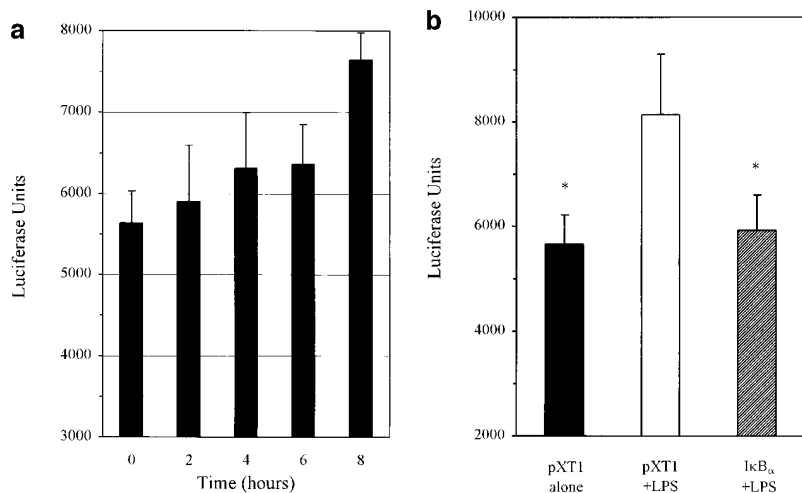 a
8000
7000
6000
5000
4000
3000
Luciferase Units
0 2 4 6 8
Time (hours)
b
10000
8000
6000
4000
2000
Luciferase Units
*
*
pXT1 alone
pXT1 +LPS
IκBα +LPS